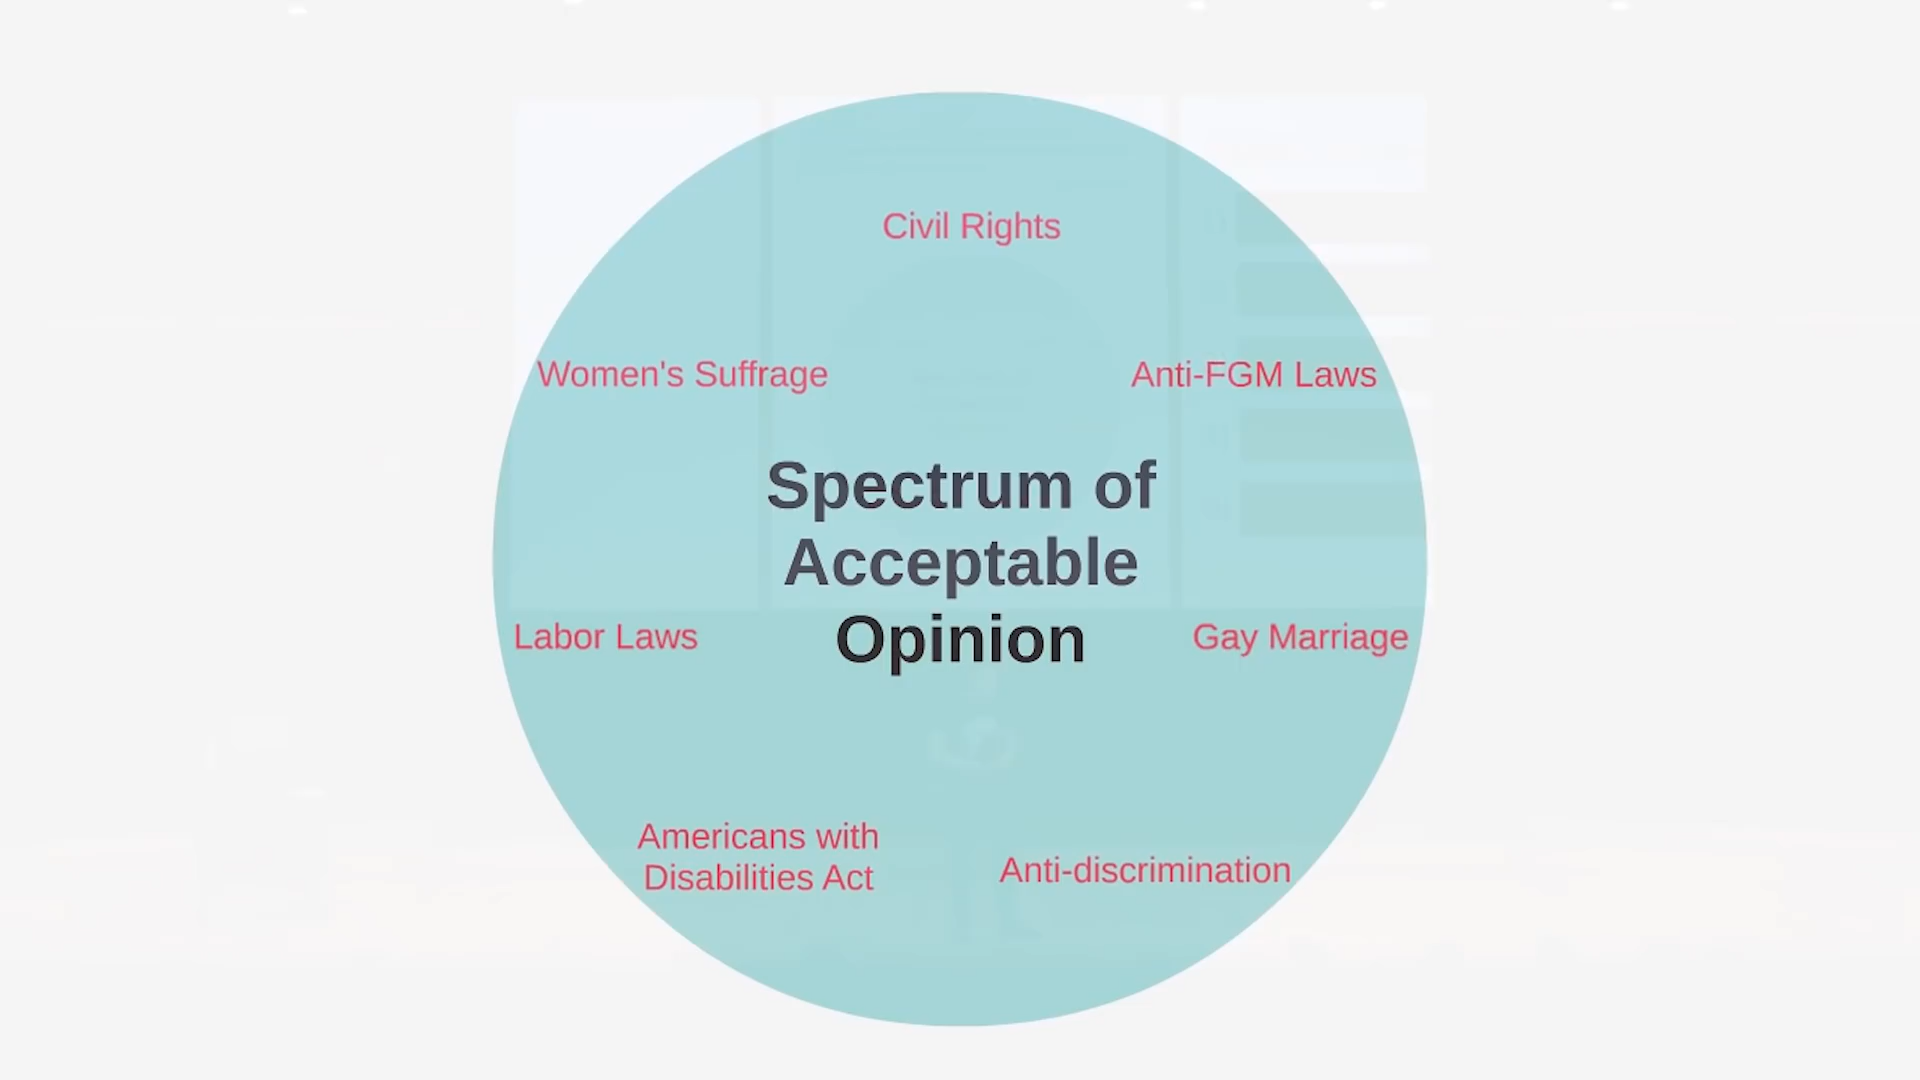 Civil Rights
Women's Suffrage
Anti-FGM Laws
Spectrum of
Acceptable
Opinion
Labor Laws
Gay Marriage
Americans with
Disabilities Act
Anti-discrimination